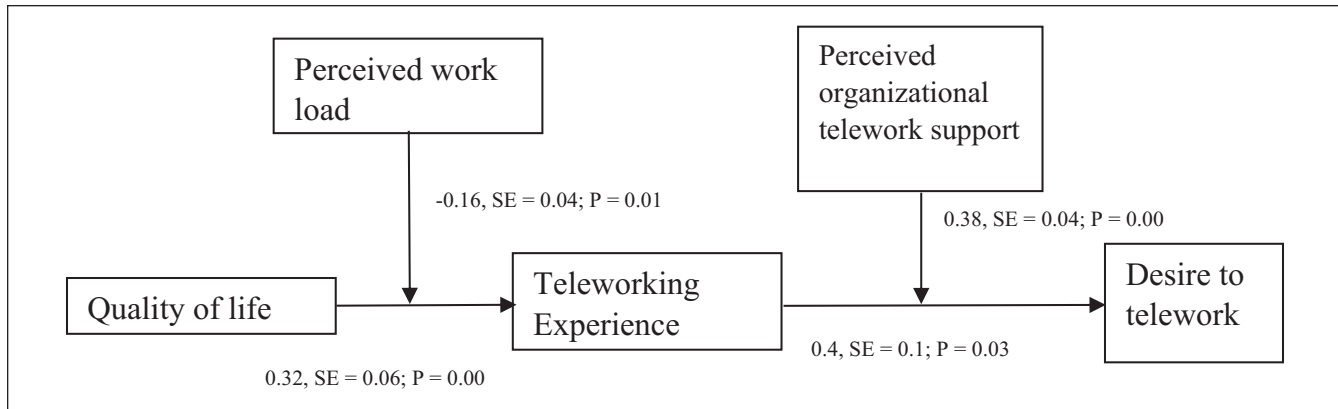 Perceived work
load
Perceived
organizational
telework support
-0.16, SE = 0.04; P = 0.01
0.38, SE = 0.04; P = 0.00
Quality of life
Teleworking
Experience
Desire to
telework
0.32, SE = 0.06; P = 0.00
0.4, SE = 0.1; P = 0.03